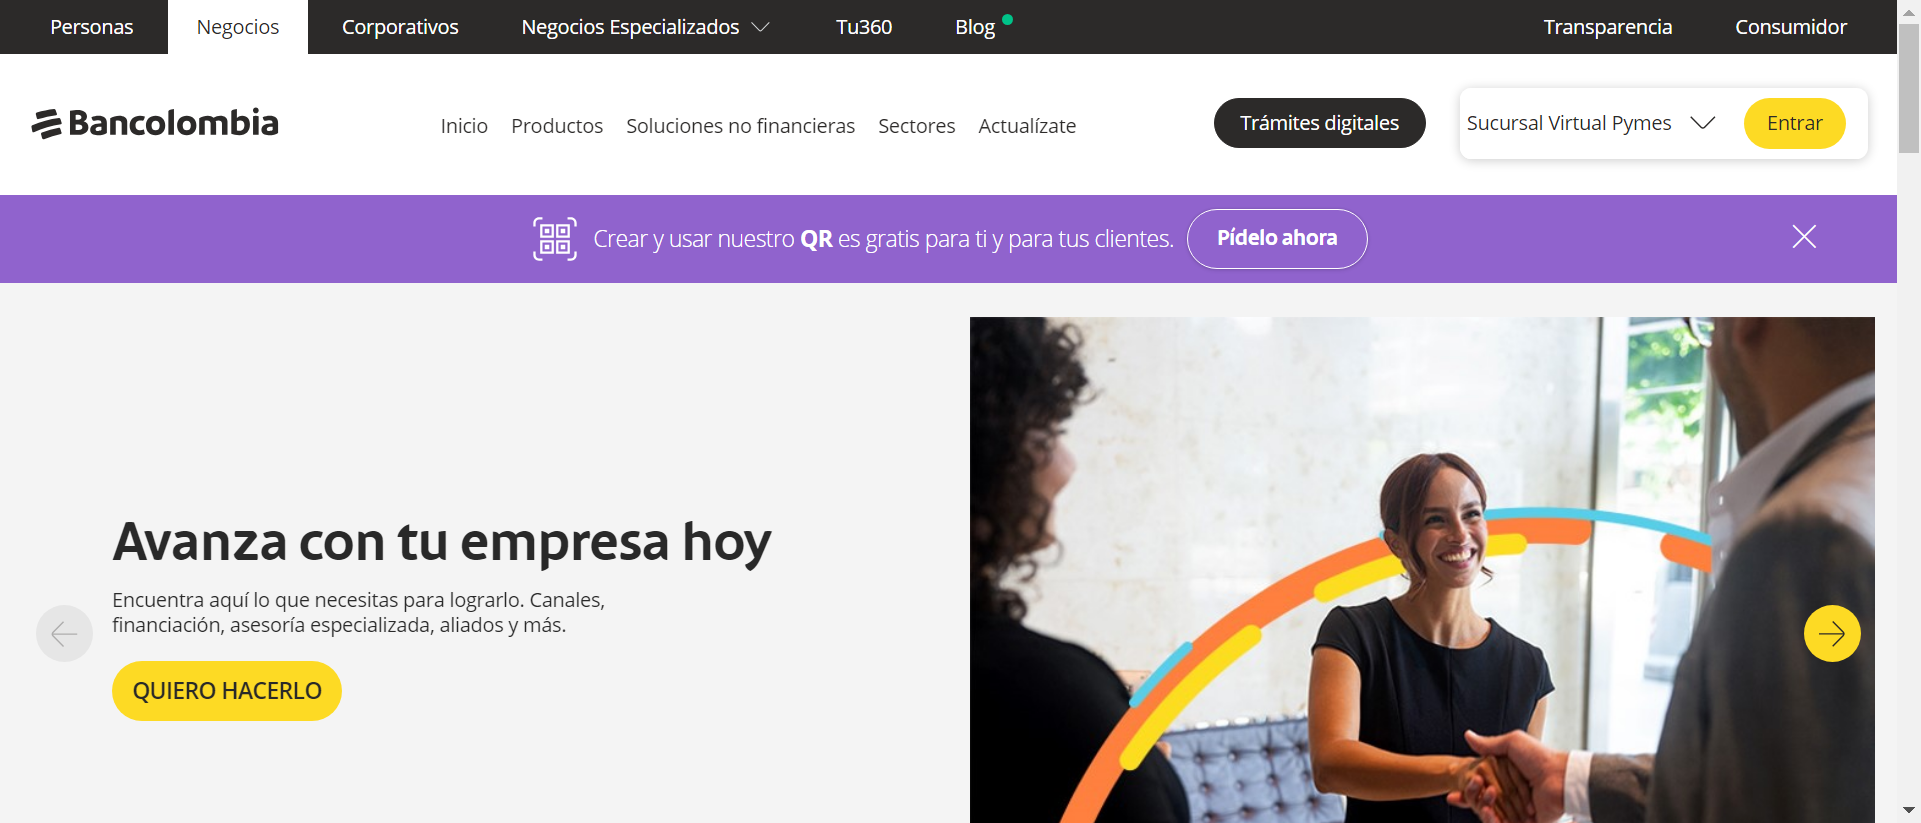 Personas Negocios Corporativos Negocios Especializados Tu360 Blog Transparencia Consumidor
Bancolombia Inicio Productos Soluciones no financieras Sectores Actualízate Trámites digitales Sucursal Virtual Pymes Entrar
Crear y usar nuestro QR es gratis para ti y para tus clientes. Pídelo ahora
Avanza con tu empresa hoy
Encuentra aquí lo que necesitas para lograrlo. Canales,
financiación, asesoría especializada, aliados y más.
QUIERO HACERLO